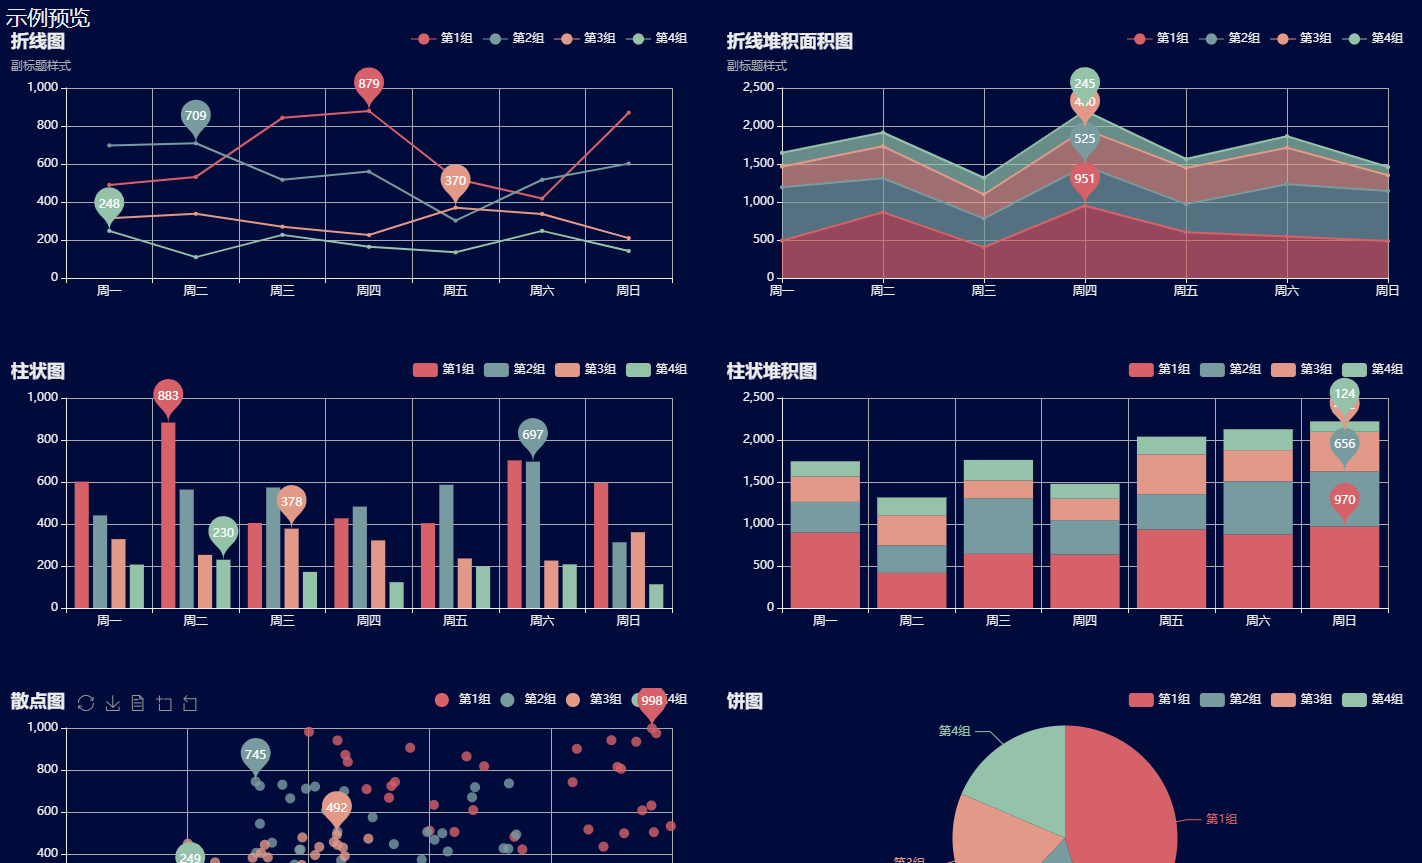 示例预览
折线图
第1组 第2组 第3组 第4组
副标题样式
1,000
800
600
400
200
0
879
709
370
248
周一 周二 周三 周四 周五 周六 周日
折线堆积面积图
第1组 第2组 第3组 第4组
副标题样式
2,500
2,000
1,500
1,000
500
0
245
525
951
周一 周二 周三 周四 周五 周六 周日
柱状图
第1组 第2组 第3组 第4组
1,000
800
600
400
200
0
883
697
378
230
周一 周二 周三 周四 周五 周六 周日
柱状堆积图
第1组 第2组 第3组 第4组
2,500
2,000
1,500
1,000
500
0
124
656
970
周一 周二 周三 周四 周五 周六 周日
散点图
第1组 第2组 第3组 4组
998
1,000
800
600
400
745
492
249
饼图
第1组 第2组 第3组 第4组
第4组
第1组
第3组